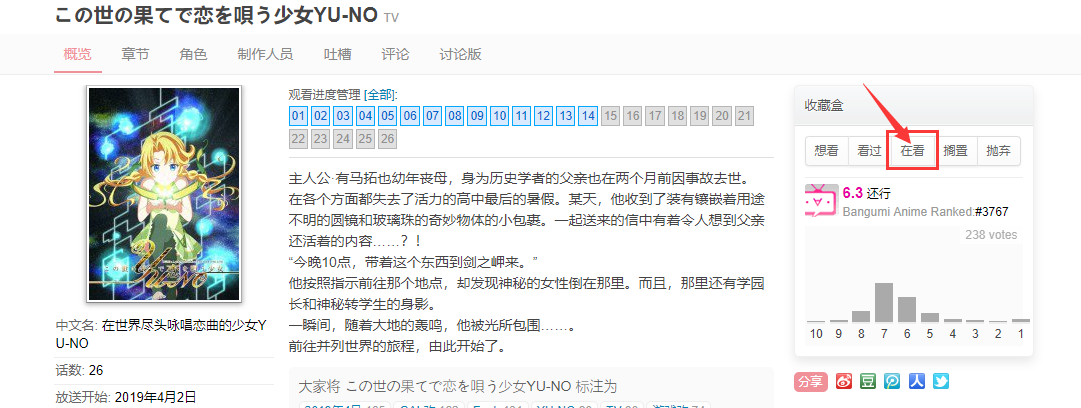 この世の果てで恋を唄う少女YU-NO TV
概览 章节 角色 制作人员 吐槽 评论 讨论版
观看进度管理 [全部]:
01 02 03 04 05 06 07 08 09 10 11 12 13 14 15 16 17 18 19 20 21
22 23 24 25 26
主人公·有马拓也幼年丧母，身为历史学者的父亲也在两个月前因事故去世。
在各个方面都失去了活力的高中最后的暑假。某天，他收到了装有镶嵌着用途
不明的圆镜和玻璃珠的奇妙物体的小包裹。一起送来的信中有着令人想到父亲
还活着的内容……？！
“今晚10点，带着这个东西到剑之岬来。”
他按照指示前往那个地点，却发现神秘的女性倒在那里。而且，那里还有学园
长和神秘转学生的身影。
一瞬间，随着大地的轰鸣，他被光所包围……。
前往并列世界的旅程，由此开始了。
大家将 この世の果てで恋を唄う少女YU-NO 标注为
この世の果てで恋を唄う少女
YU-NO
中文名: 在世界尽头咏唱恋曲的少女Y
U-NO
话数: 26
放送开始: 2019年4月2日
收藏盒
想看 看过 在看 搁置 抛弃
6.3 还行
Bangumi Anime Ranked:#3767
238 votes
10 9 8 7 6 5 4 3 2 1
分享 豆 人